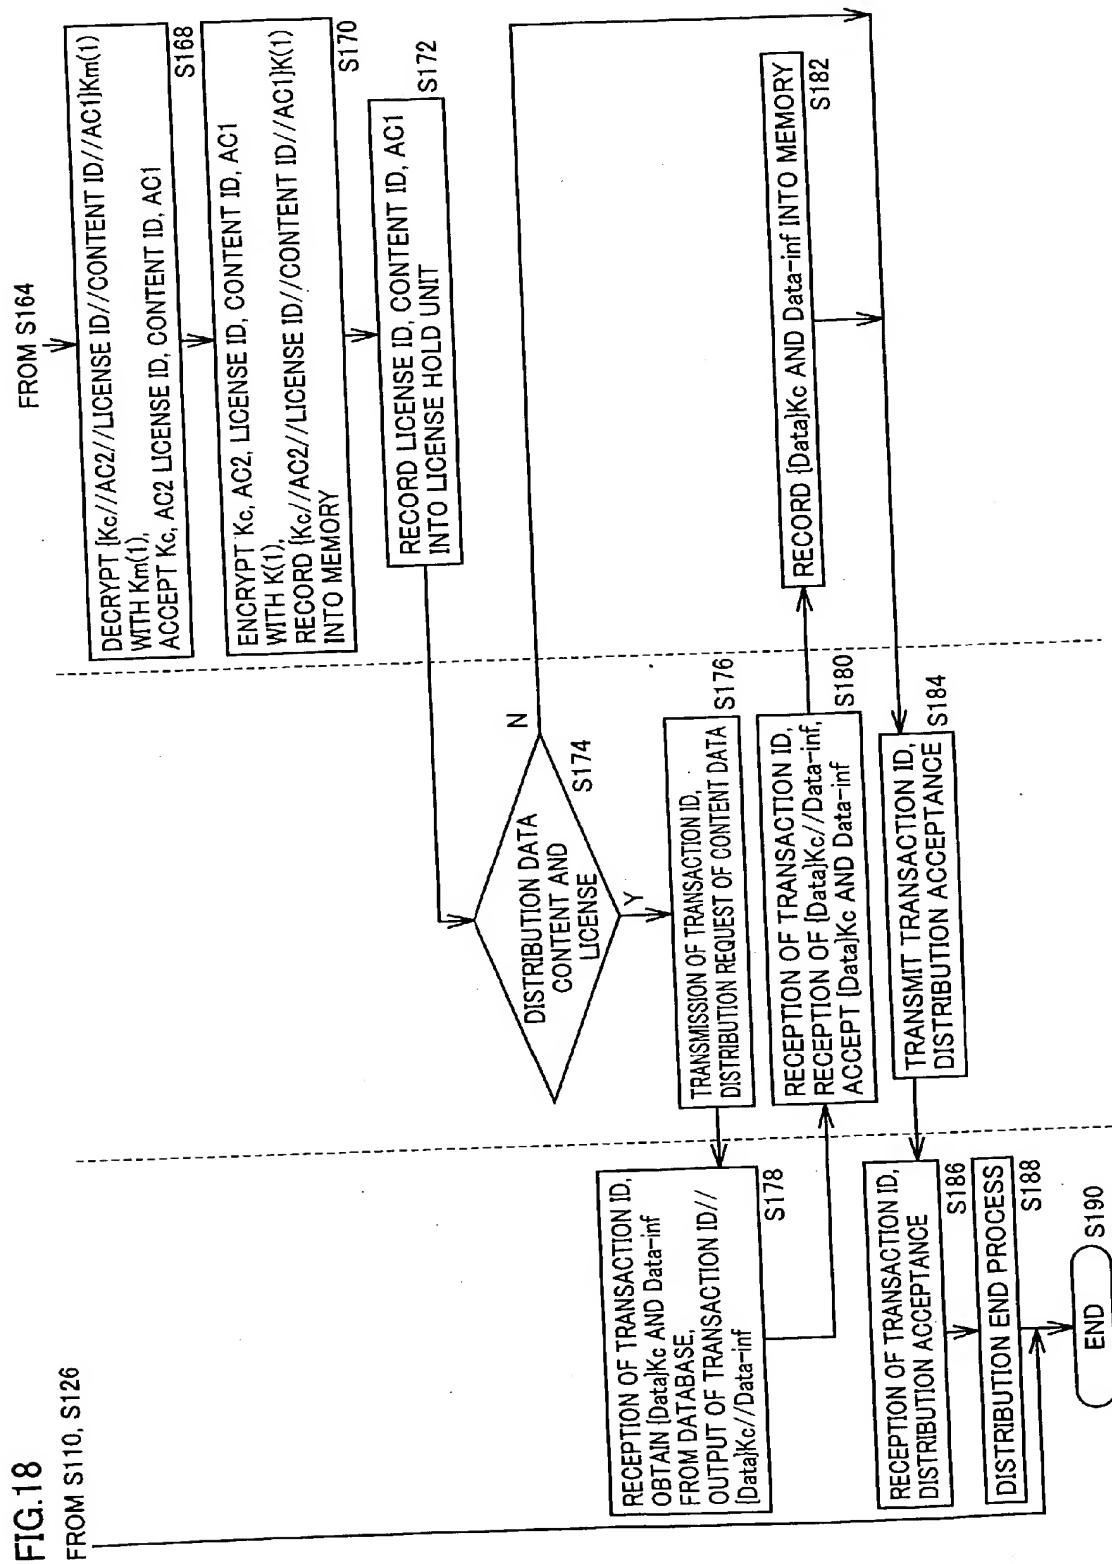 FIG.18
FROM S110, S126
FROM S164
DECRYPT {Kc//AC2//LICENSE ID//CONTENT ID//AC1}Km(1)
WITH Km(1),
ACCEPT Kc, AC2 LICENSE ID, CONTENT ID, AC1
S168
ENCRYPT Kc, AC2, LICENSE ID, CONTENT ID, AC1
WITH K(1),
RECORD {Kc//AC2//LICENSE ID//CONTENT ID//AC1}K(1)
INTO MEMORY
S170
RECORD LICENSE ID, CONTENT ID, AC1
INTO LICENSE HOLD UNIT
S172
DISTRIBUTION DATA
CONTENT AND
LICENSE
N
S174
Y
TRANSMISSION OF TRANSACTION ID,
DISTRIBUTION REQUEST OF CONTENT DATA
S176
RECEPTION OF TRANSACTION ID,
OBTAIN {Data}Kc AND Data-inf
FROM DATABASE,
OUTPUT OF TRANSACTION ID//
{Data}Kc//Data-inf
S178
RECEPTION OF TRANSACTION ID,
RECEPTION OF {Data}Kc//Data-inf,
ACCEPT {Data}Kc AND Data-inf
S180
RECORD {Data}Kc AND Data-inf INTO MEMORY
S182
TRANSMIT TRANSACTION ID,
DISTRIBUTION ACCEPTANCE
S184
RECEPTION OF TRANSACTION ID,
DISTRIBUTION ACCEPTANCE
S186
DISTRIBUTION END PROCESS
S188
END
S190